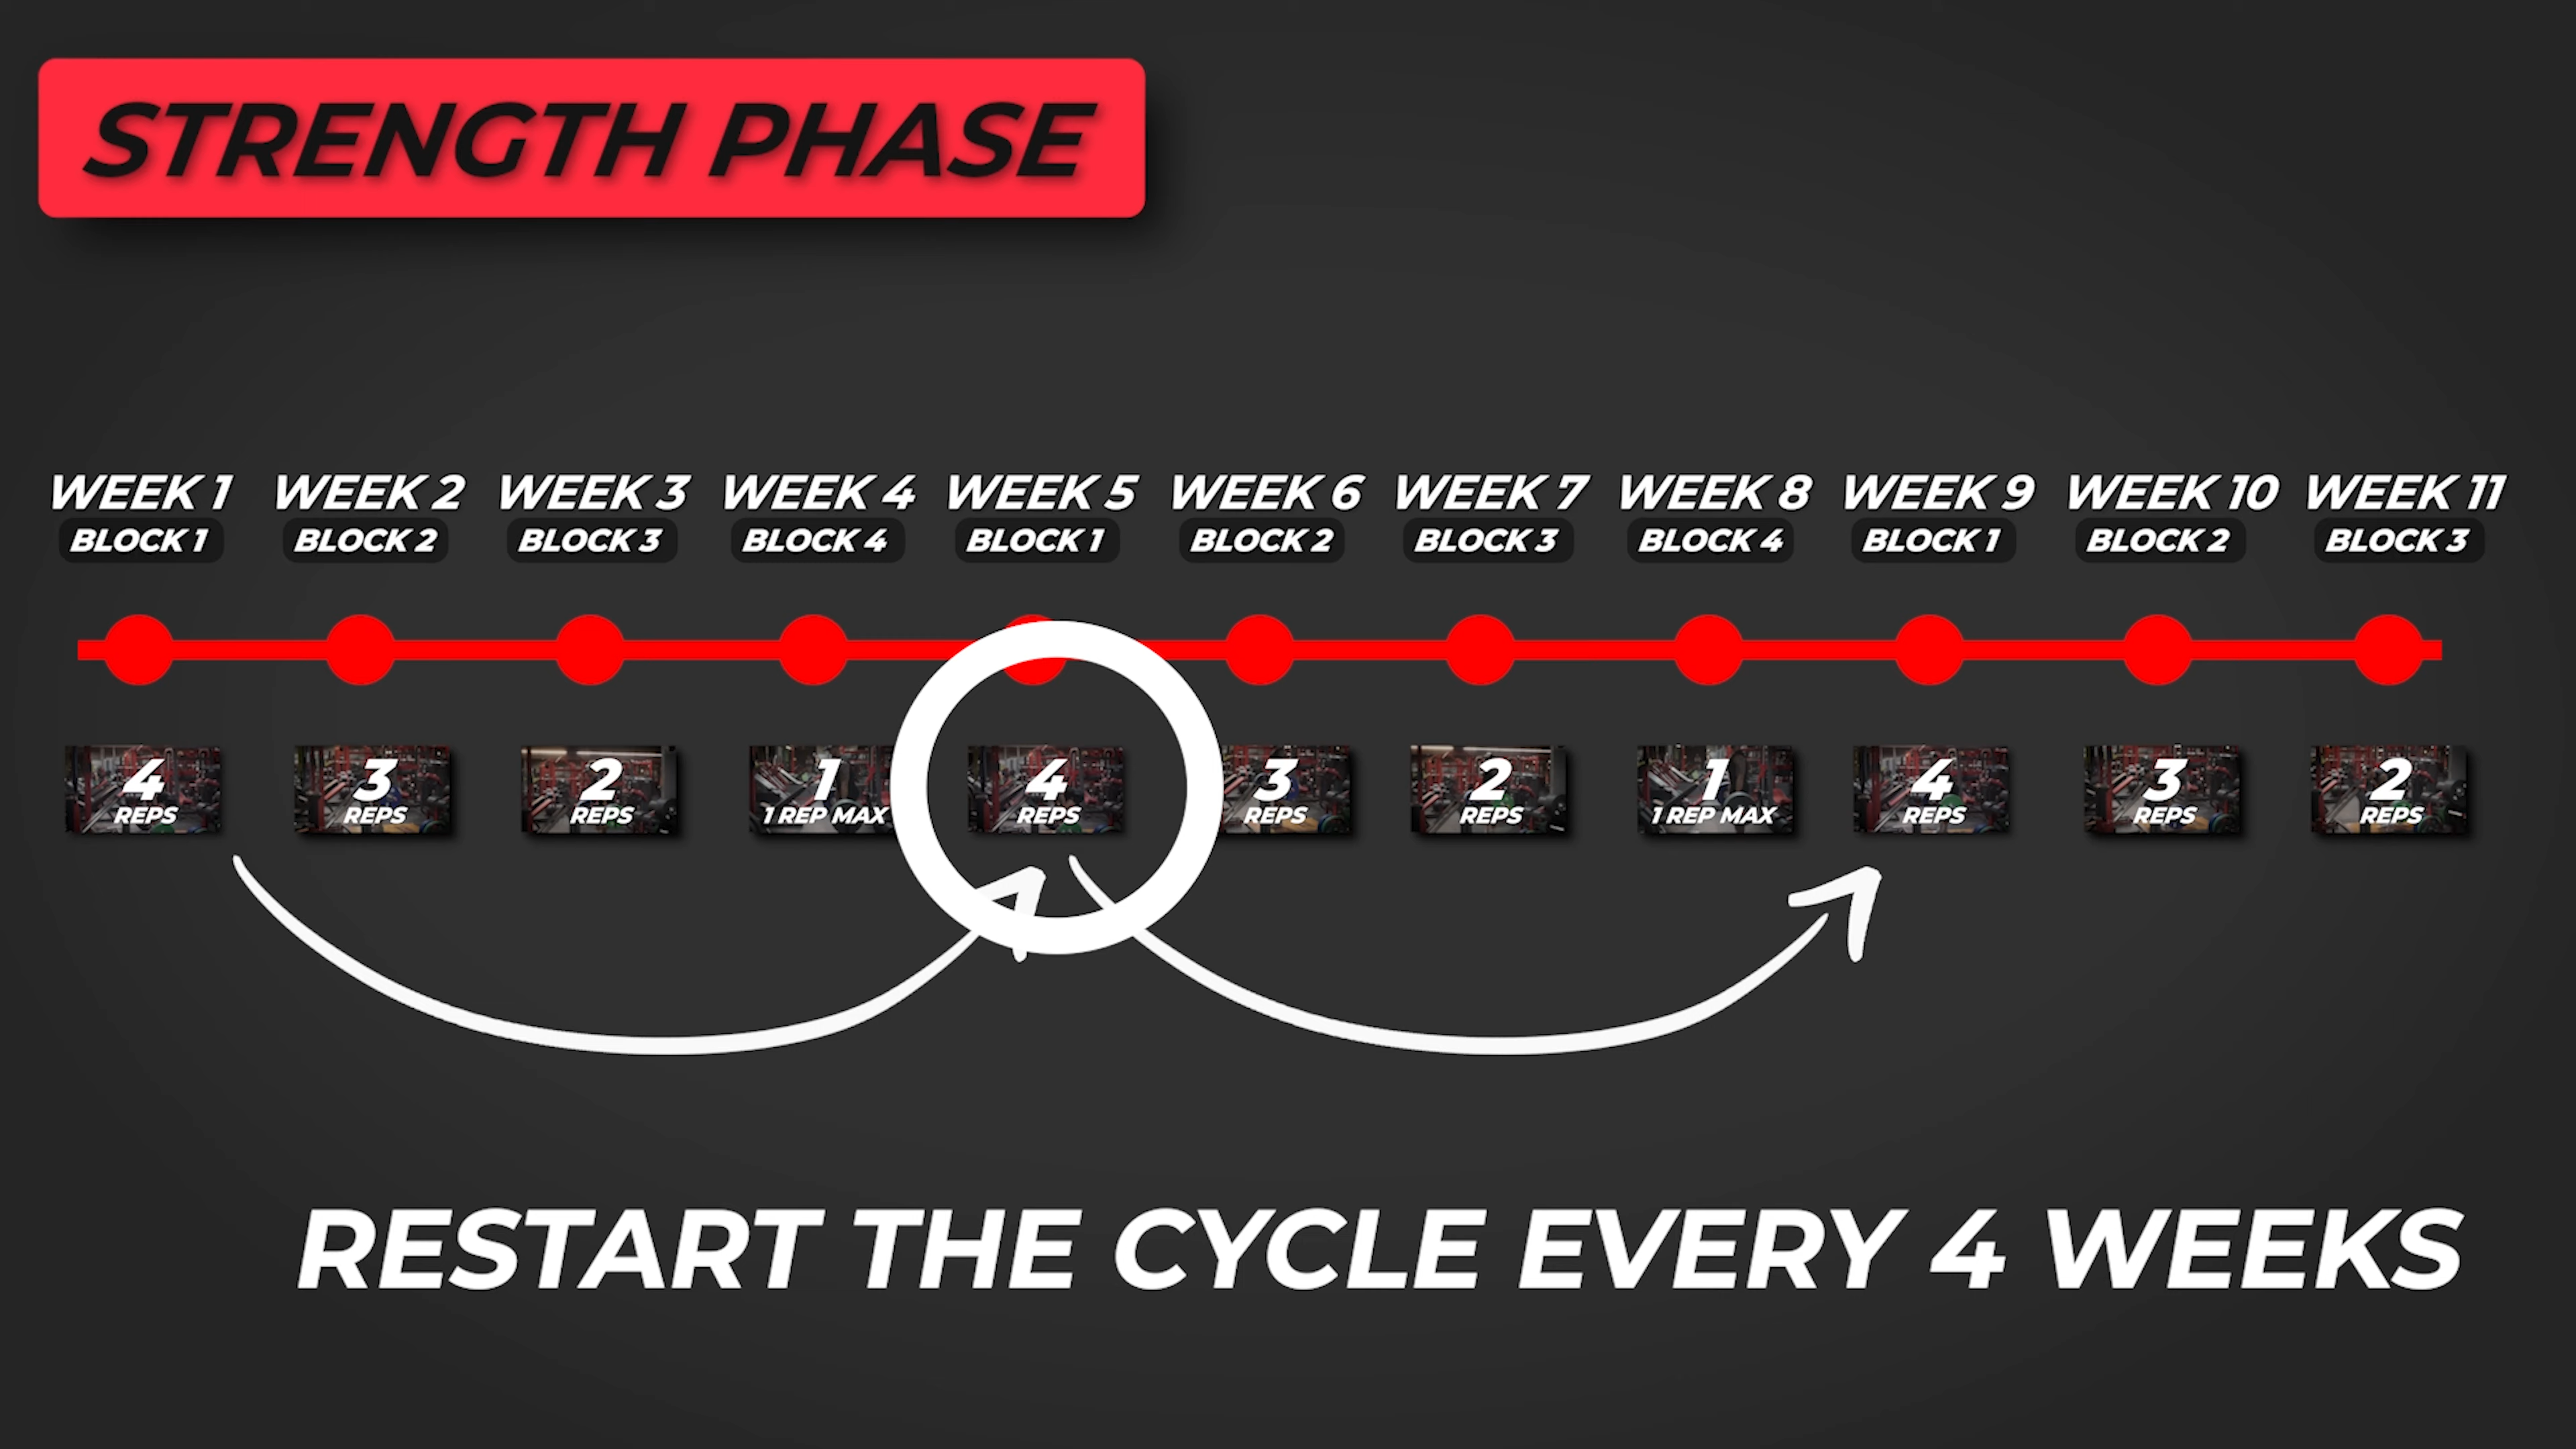 STRENGTH PHASE
WEEK 1 WEEK 2 WEEK 3 WEEK 4 WEEK 5 WEEK 6 WEEK 7 WEEK 8 WEEK 9 WEEK 10 WEEK 11
BLOCK 1 BLOCK 2 BLOCK 3 BLOCK 4 BLOCK 1 BLOCK 2 BLOCK 3 BLOCK 4 BLOCK 1 BLOCK 2 BLOCK 3
4 3 2 1 4 3 2 1 4 3 2
REPS REPS REPS 1 REP MAX REPS REPS REPS 1 REP MAX REPS REPS REPS
RESTART THE CYCLE EVERY 4 WEEKS